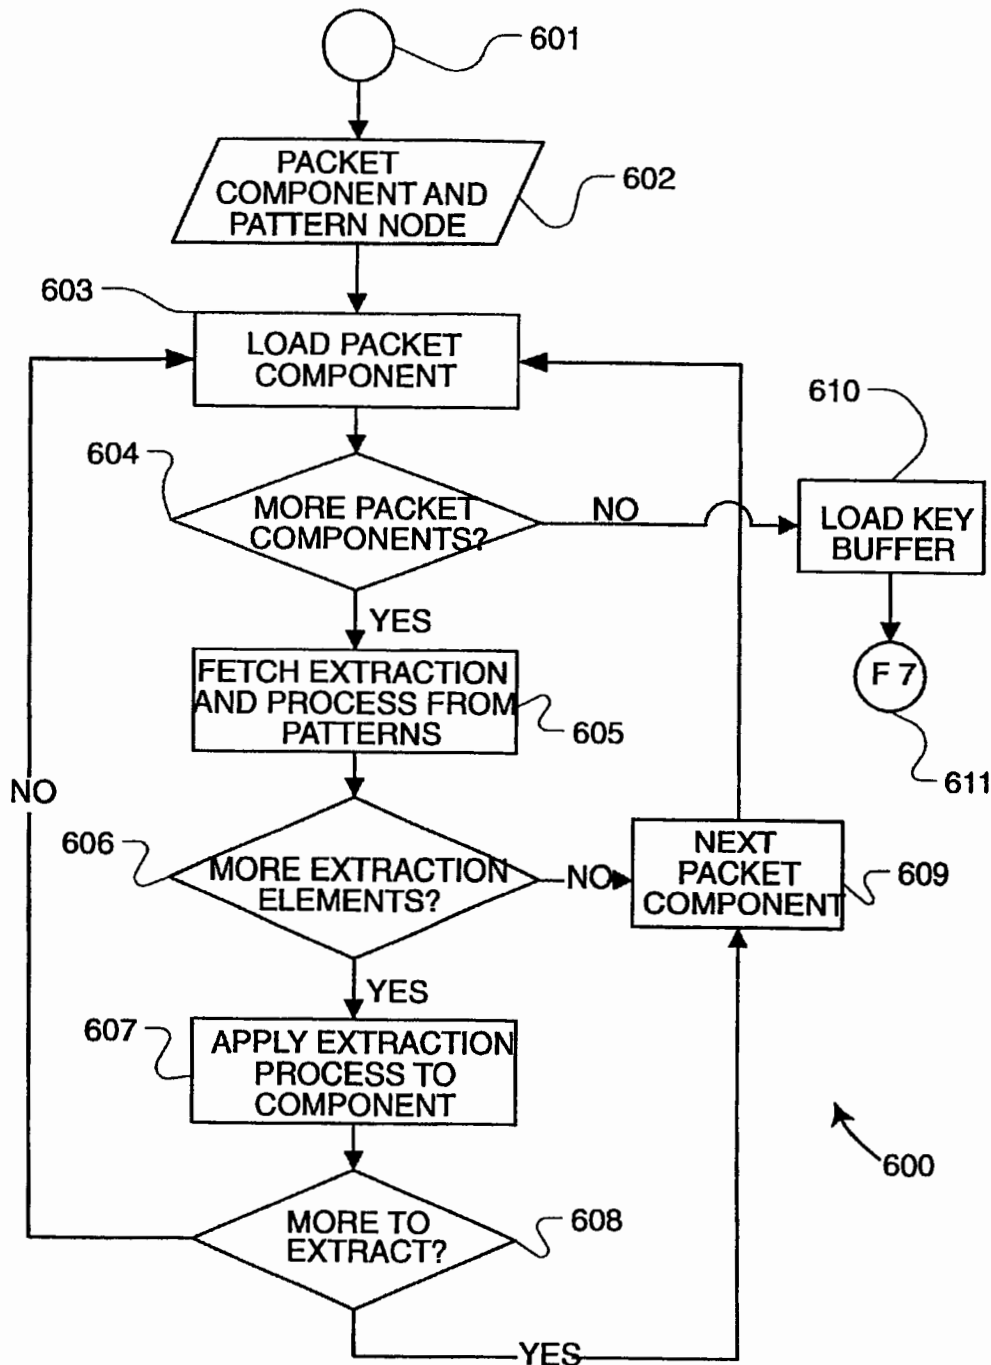 601
PACKET
COMPONENT AND
PATTERN NODE
602
603
LOAD PACKET
COMPONENT
610
604
MORE PACKET
COMPONENTS?
NO
LOAD KEY
BUFFER
YES
FETCH EXTRACTION
AND PROCESS FROM
PATTERNS
605
F 7
611
NO
606
MORE EXTRACTION
ELEMENTS?
NO
NEXT
PACKET
COMPONENT
609
YES
607
APPLY EXTRACTION
PROCESS TO
COMPONENT
600
MORE TO
EXTRACT?
608
YES